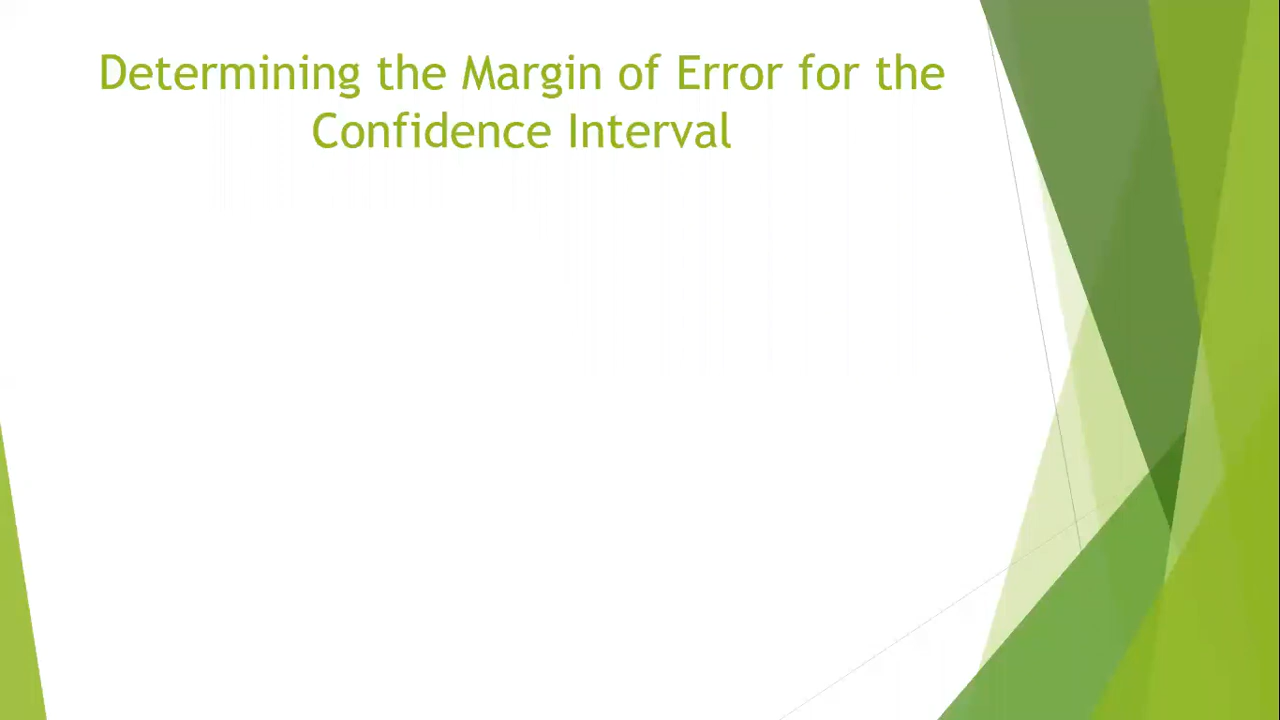 Determining the Margin of Error for the
Confidence Interval